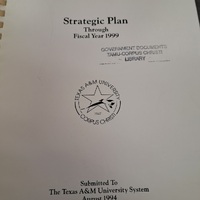 Strategic Plan
Through
Fiscal Year 1999
GOVERNMENT DOCUMENTS
TAMU-CORPUS CHRISTI
LIBRARY
TEXAS A&M UNIVERSITY
CORPUS CHRISTI
Submitted To
The Texas A&M University System
August 1994